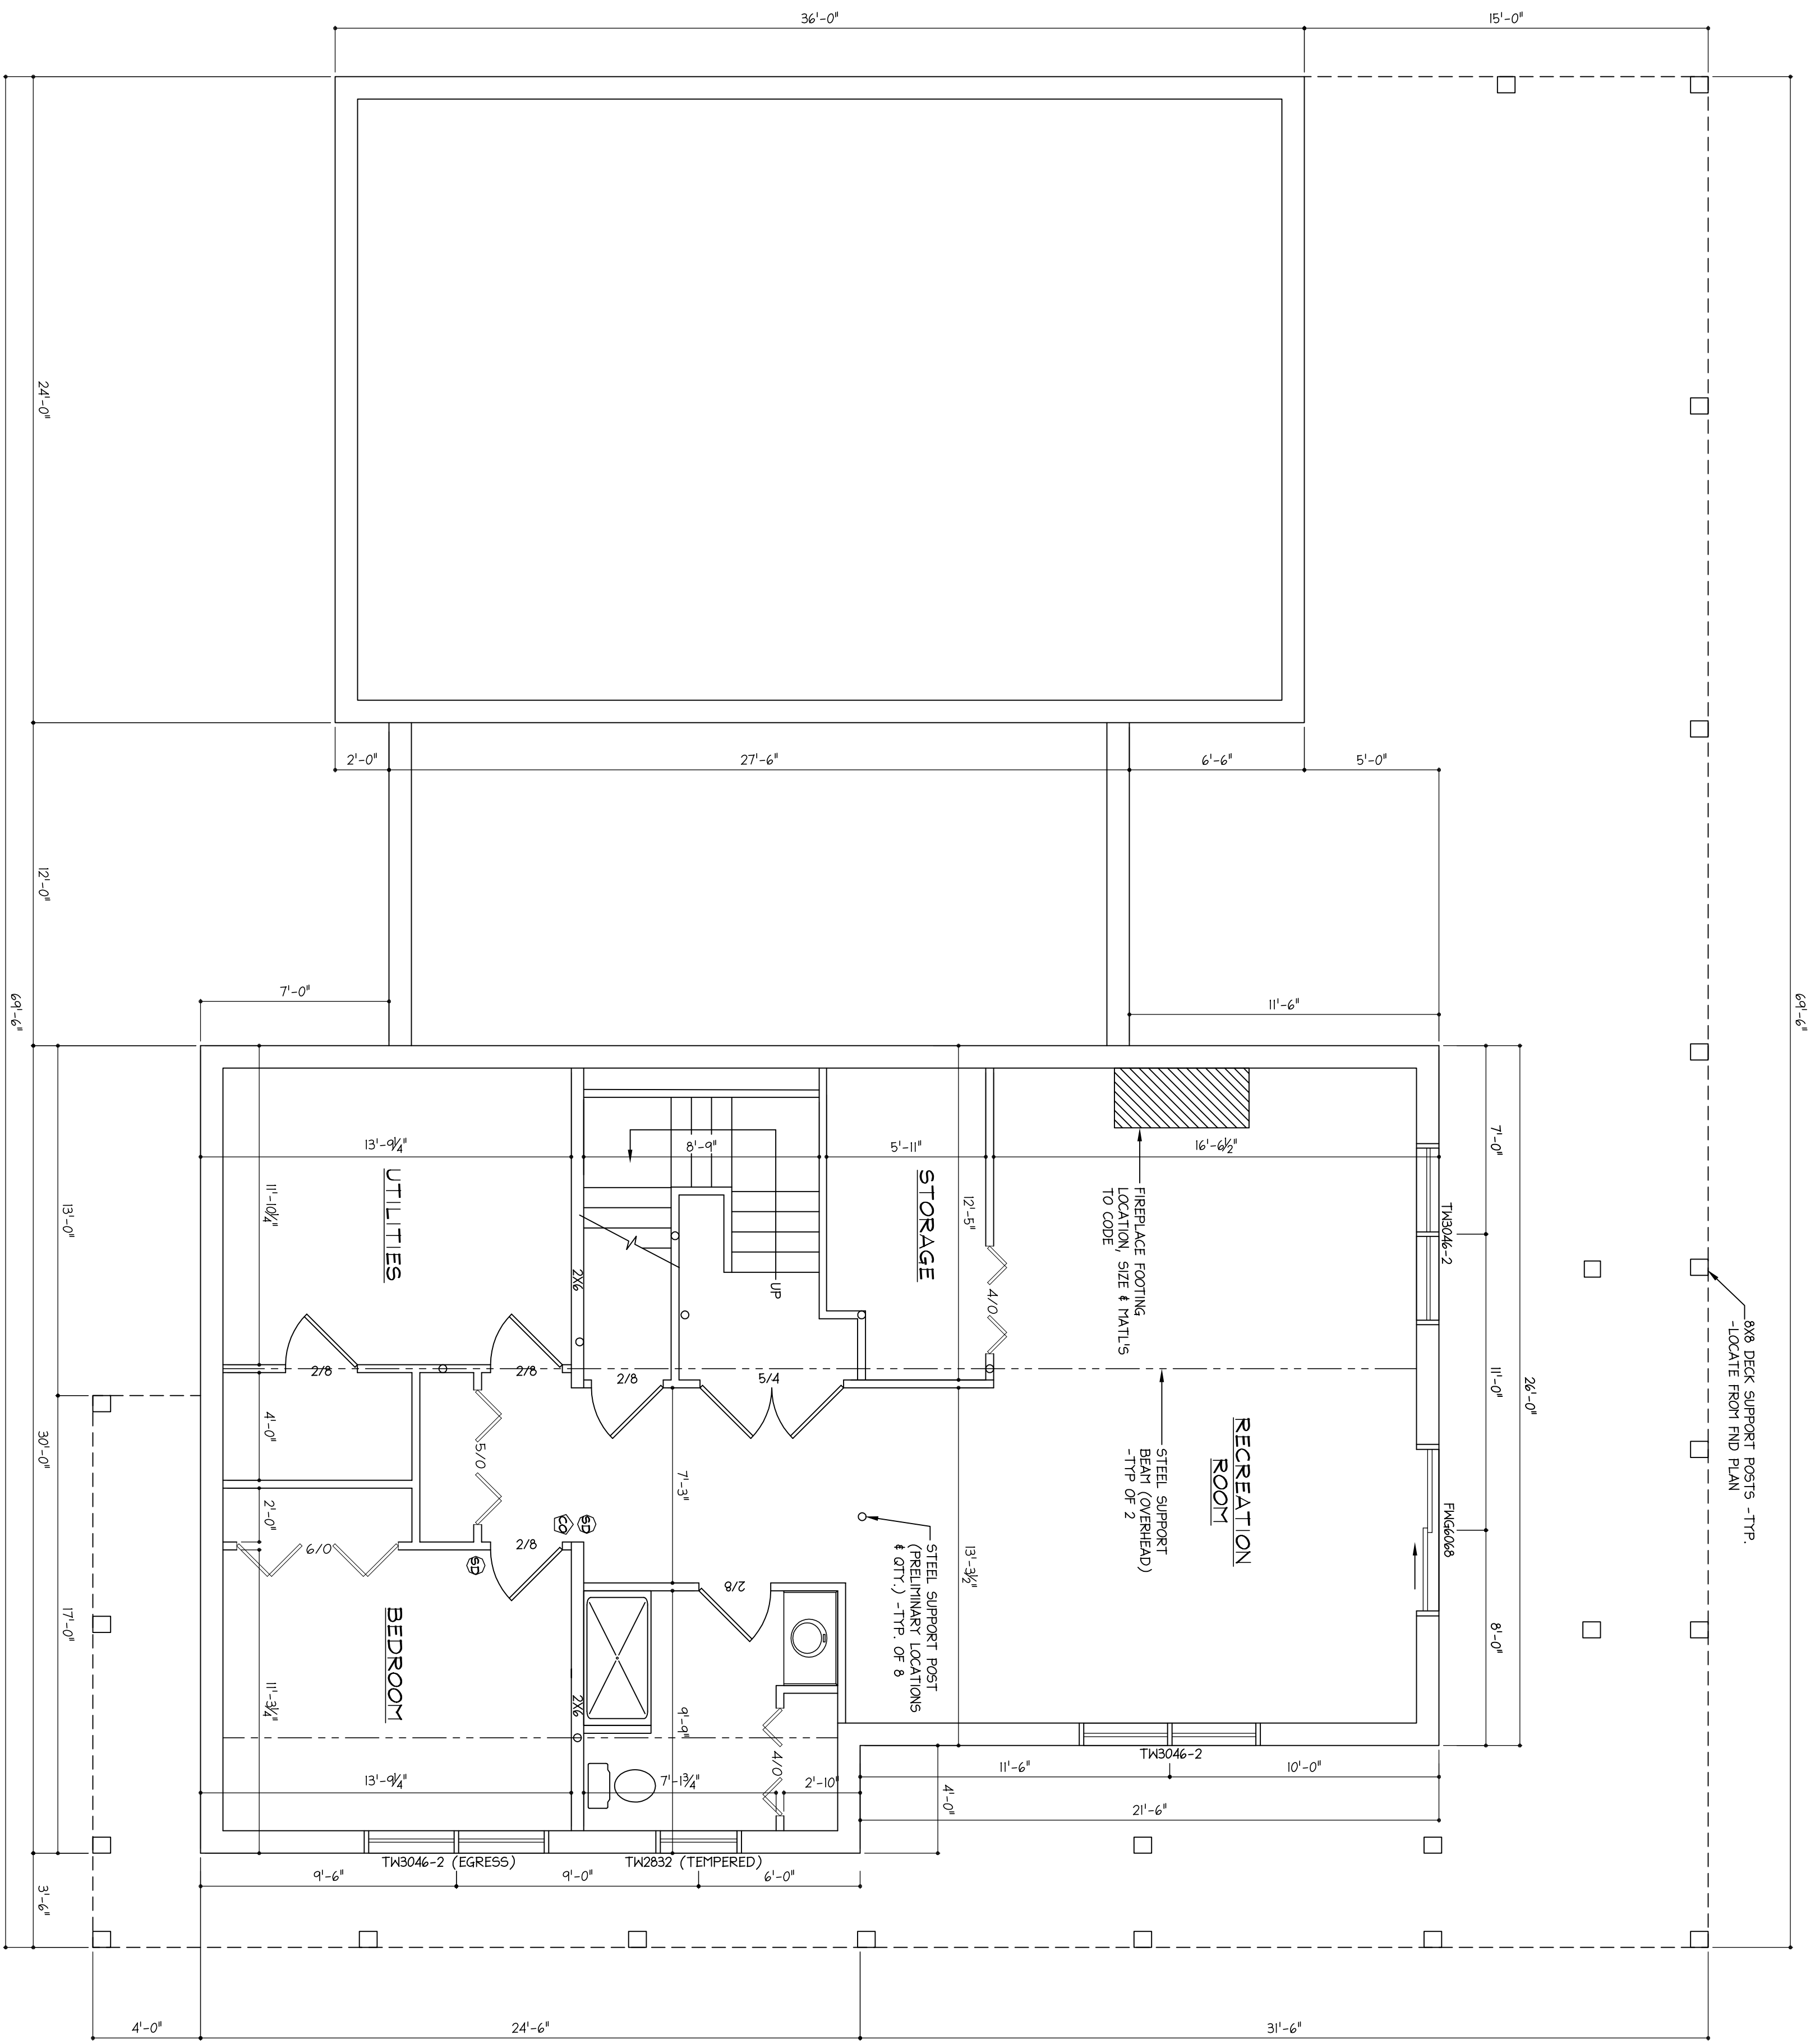 36'-0"
15'-0"
8X8 DECK SUPPORT POSTS -TYP.
-LOCATE FROM FND PLAN
24'-0"
2'-0"
27'-6"
6'-6"
5'-0"
12'-0"
69'-6"
69'-6"
7'-0"
11'-6"
7'-0"
TW3046-2
13'-9¼"
8'-9"
5'-11"
16'-6½"
UTILITIES
11'-10¼"
STORAGE
12'-5"
FIREPLACE FOOTING
LOCATION, SIZE & MATL'S
TO CODE
13'-0"
2X6
UP
4/0
11'-0"
26'-0"
2/8
2/8
2/8
5/4
4'-0"
5/0
30'-0"
7'-3"
STEEL SUPPORT
BEAM (OVERHEAD)
-TYP OF 2
RECREATION
ROOM
FWG6068
2'-0"
6/0
CO
SD
SD
2/8
2/8
13'-3½"
STEEL SUPPORT POST
(PRELIMINARY LOCATIONS
& QTY.) -TYP. OF 8
8'-0"
17'-0"
BEDROOM
11'-3¼"
2X6
9'-9"
4/0
TW3046-2
13'-9¼"
7'-1¾"
2'-10"
4'-0"
11'-6"
10'-0"
21'-6"
TW3046-2 (EGRESS)
TW2832 (TEMPERED)
9'-6"
9'-0"
6'-0"
3'-6"
4'-0"
24'-6"
31'-6"